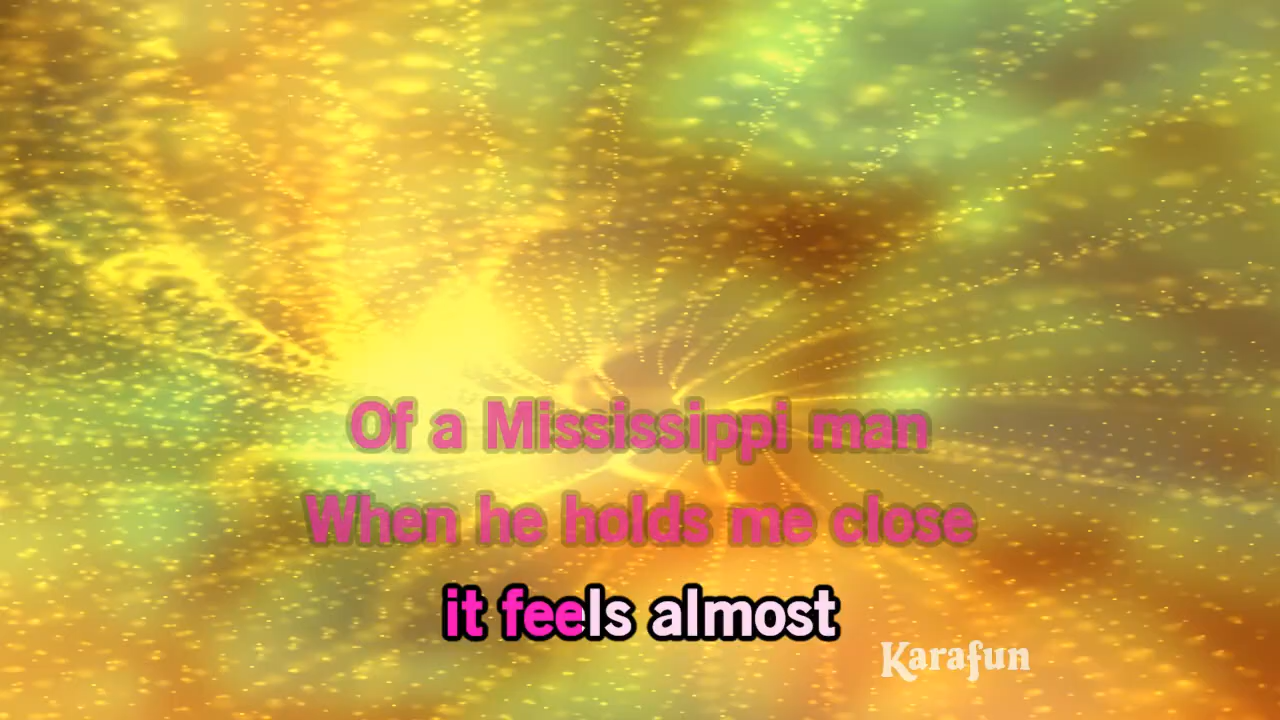 Of a Mississippi man
When he holds me close
it feels almost
Karafun